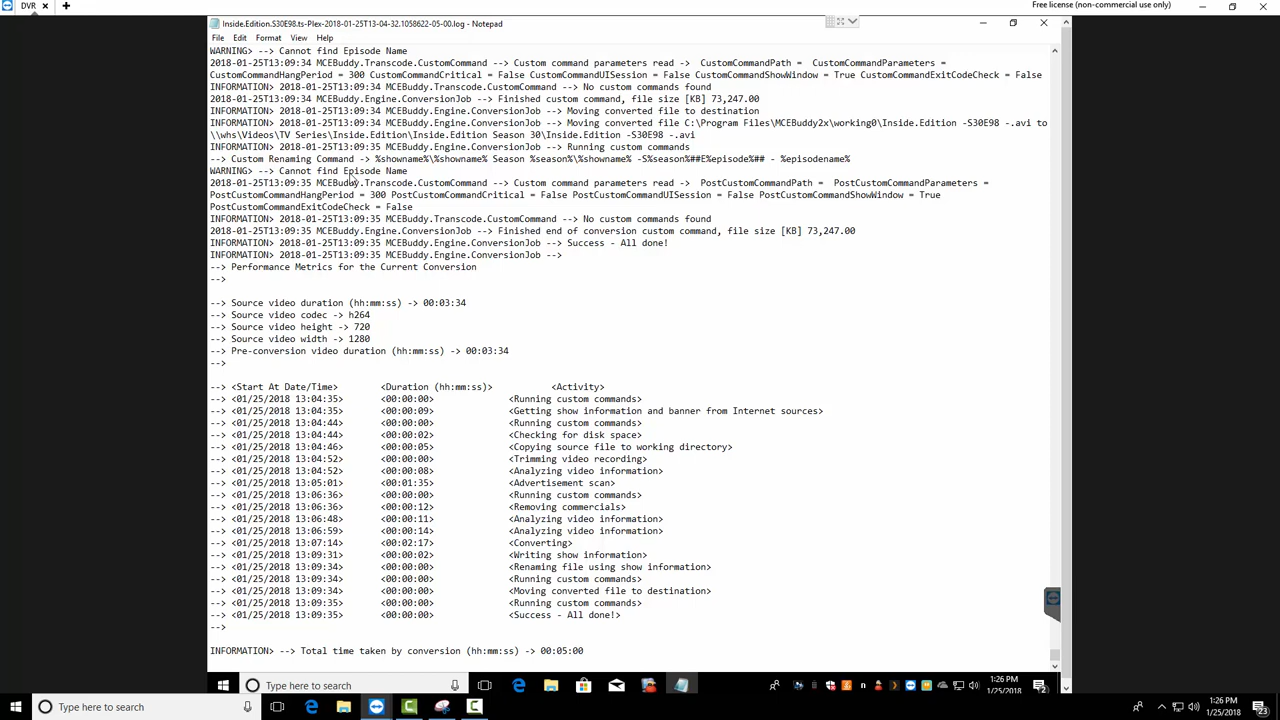 DVR
Free license (non-commercial use only)
Inside.Edition.S30E98.ts-Plex-2018-01-25T13-04-32.1058622-05-00.log - Notepad
File Edit Format View Help
WARNING> --> Cannot find Episode Name
2018-01-25T13:09:34 MCEBuddy.Transcode.CustomCommand --> Custom command parameters read -> CustomCommandPath = CustomCommandParameters =
CustomCommandHangPeriod = 300 CustomCommandCritical = False CustomCommandUISession = False CustomCommandShowWindow = True CustomCommandExitCodeCheck = False
INFORMATION> 2018-01-25T13:09:34 MCEBuddy.Transcode.CustomCommand --> No custom commands found
2018-01-25T13:09:34 MCEBuddy.Engine.ConversionJob --> Finished custom command, file size [KB] 73,247.00
INFORMATION> 2018-01-25T13:09:34 MCEBuddy.Engine.ConversionJob --> Moving converted file to destination
INFORMATION> 2018-01-25T13:09:34 MCEBuddy.Engine.ConversionJob --> Moving converted file C:\Program Files\MCEBuddy2x\working0\Inside.Edition -S30E98 -.avi to
\\whs\Videos\TV Series\Inside.Edition\Inside.Edition Season 30\Inside.Edition -S30E98 -.avi
INFORMATION> 2018-01-25T13:09:35 MCEBuddy.Engine.ConversionJob --> Running custom commands
--> Custom Renaming Command -> %showname%\%showname% Season %season%\%showname% -S%season%##E%episode%## - %episodename%
WARNING> --> Cannot find Episode Name
2018-01-25T13:09:35 MCEBuddy.Transcode.CustomCommand --> Custom command parameters read -> PostCustomCommandPath = PostCustomCommandParameters =
PostCustomCommandHangPeriod = 300 PostCustomCommandCritical = False PostCustomCommandUISession = False PostCustomCommandShowWindow = True
PostCustomCommandExitCodeCheck = False
INFORMATION> 2018-01-25T13:09:35 MCEBuddy.Transcode.CustomCommand --> No custom commands found
2018-01-25T13:09:35 MCEBuddy.Engine.ConversionJob --> Finished end of conversion custom command, file size [KB] 73,247.00
INFORMATION> 2018-01-25T13:09:35 MCEBuddy.Engine.ConversionJob --> Success - All done!
INFORMATION> 2018-01-25T13:09:35 MCEBuddy.Engine.ConversionJob -->
--> Performance Metrics for the Current Conversion
-->
--> Source video duration (hh:mm:ss) -> 00:03:34
--> Source video codec -> h264
--> Source video height -> 720
--> Source video width -> 1280
--> Pre-conversion video duration (hh:mm:ss) -> 00:03:34
-->
--> <Start At Date/Time> <Duration (hh:mm:ss)> <Activity>
--> <01/25/2018 13:04:35> <00:00:00> <Running custom commands>
--> <01/25/2018 13:04:35> <00:00:09> <Getting show information and banner from Internet sources>
--> <01/25/2018 13:04:44> <00:00:00> <Running custom commands>
--> <01/25/2018 13:04:44> <00:00:02> <Checking for disk space>
--> <01/25/2018 13:04:46> <00:00:05> <Copying source file to working directory>
--> <01/25/2018 13:04:52> <00:00:00> <Trimming video recording>
--> <01/25/2018 13:04:52> <00:00:08> <Analyzing video information>
--> <01/25/2018 13:05:01> <00:01:35> <Advertisement scan>
--> <01/25/2018 13:06:36> <00:00:00> <Running custom commands>
--> <01/25/2018 13:06:36> <00:00:12> <Removing commercials>
--> <01/25/2018 13:06:48> <00:00:11> <Analyzing video information>
--> <01/25/2018 13:06:59> <00:00:14> <Analyzing video information>
--> <01/25/2018 13:07:14> <00:02:17> <Converting>
--> <01/25/2018 13:09:31> <00:00:02> <Writing show information>
--> <01/25/2018 13:09:34> <00:00:00> <Renaming file using show information>
--> <01/25/2018 13:09:34> <00:00:00> <Running custom commands>
--> <01/25/2018 13:09:34> <00:00:00> <Moving converted file to destination>
--> <01/25/2018 13:09:35> <00:00:00> <Running custom commands>
--> <01/25/2018 13:09:35> <00:00:00> <Success - All done!>
-->
INFORMATION> --> Total time taken by conversion (hh:mm:ss) -> 00:05:00
Type here to search
1:26 PM
1/25/2018
2
Type here to search
1:26 PM
1/25/2018
23